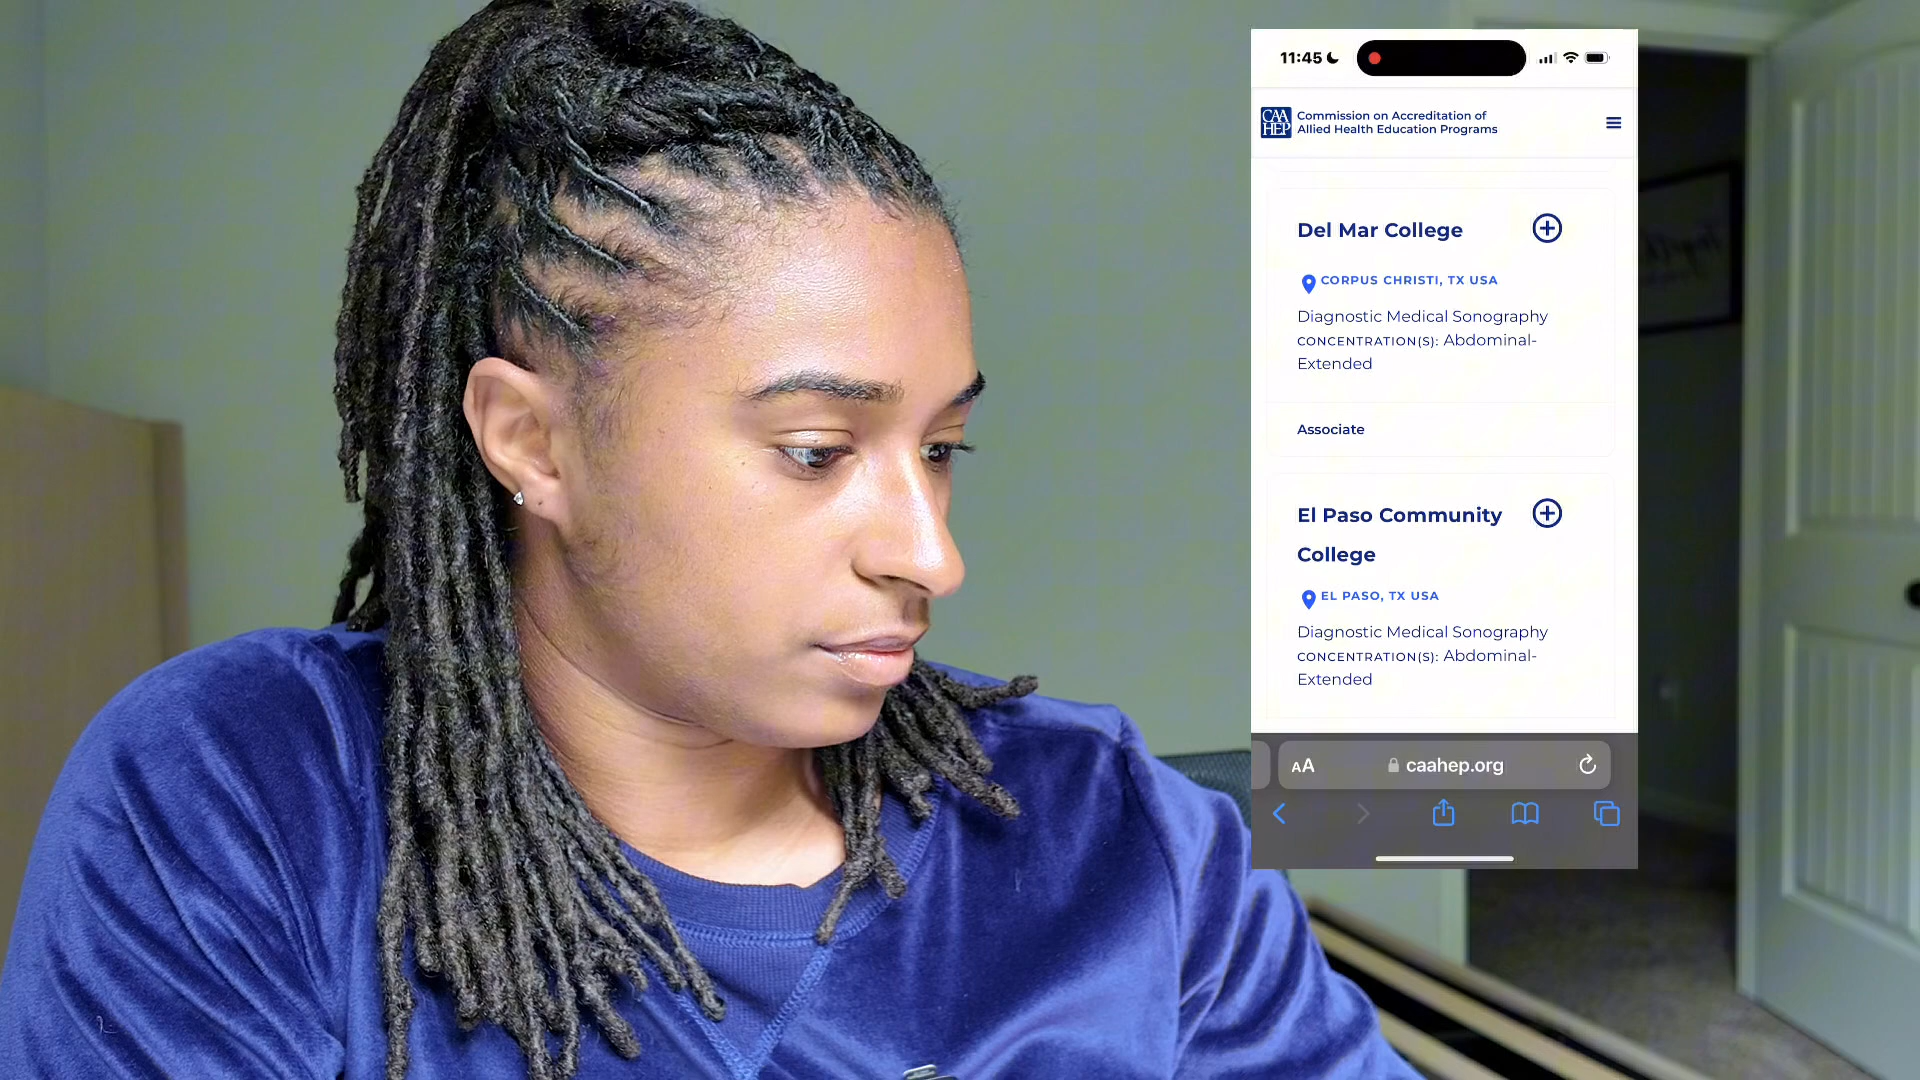 11:45
CAA
HEP
Commission on Accreditation of
Allied Health Education Programs
Del Mar College
CORPUS CHRISTI, TX USA
Diagnostic Medical Sonography
CONCENTRATION(S): Abdominal-
Extended
Associate
El Paso Community
College
EL PASO, TX USA
Diagnostic Medical Sonography
CONCENTRATION(S): Abdominal-
Extended
AA
caahep.org